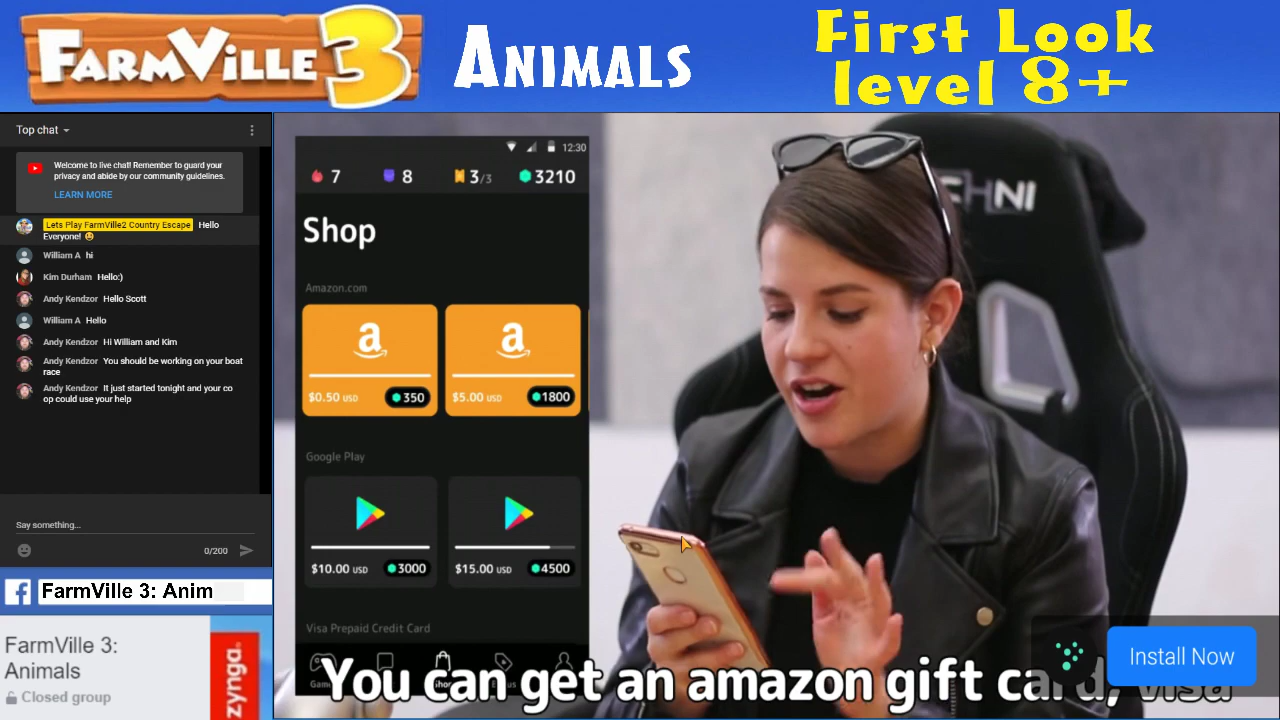 FARMVILLE 3
ANIMALS
First Look
level 8+
Top chat
Welcome to live chat! Remember to guard your
privacy and abide by our community guidelines.
LEARN MORE
Lets Play FarmVille2 Country Escape Hello
Everyone!
William A hi
Kim Durham Hello:)
Andy Kendzor Hello Scott
William A Hello
Andy Kendzor Hi William and Kim
Andy Kendzor You should be working on your boat
race
Andy Kendzor It just started tonight and your co
op could use your help
Say something...
0/200
FarmVille 3: Anim
FarmVille 3:
Animals
Closed group
zynga.
12:30
7 8 3/3 3210
Shop
Amazon.com
$0.50 USD 350
$5.00 USD 1800
Google Play
$10.00 USD 3000
$15.00 USD 4500
Visa Prepaid Credit Card
You can get an amazon gift card, visa
Install Now